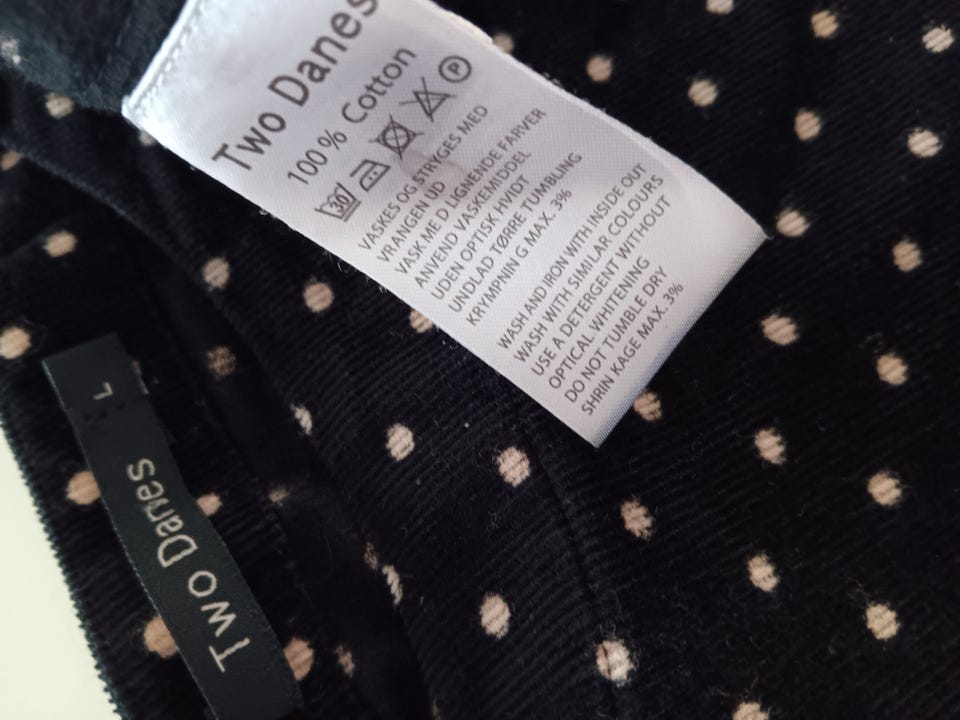 Two Danes
100 % Cotton
30 P
VASKES OG STRYGES MED
VRANGEN UD
VASK ME D LIGNENDE FARVER
ANVEND VASKEMIDDEL
UDEN OPTISK HVIDT
UNDLAD TØRRE TUMBLING
KRYMPNIN G MAX. 3%
WASH AND IRON WITH INSIDE OUT
WASH WITH SIMILAR COLOURS
USE A DETERGENT WITHOUT
OPTICAL WHITENING
DO NOT TUMBLE DRY
SHRIN KAGE MAX. 3%
L
Two Danes